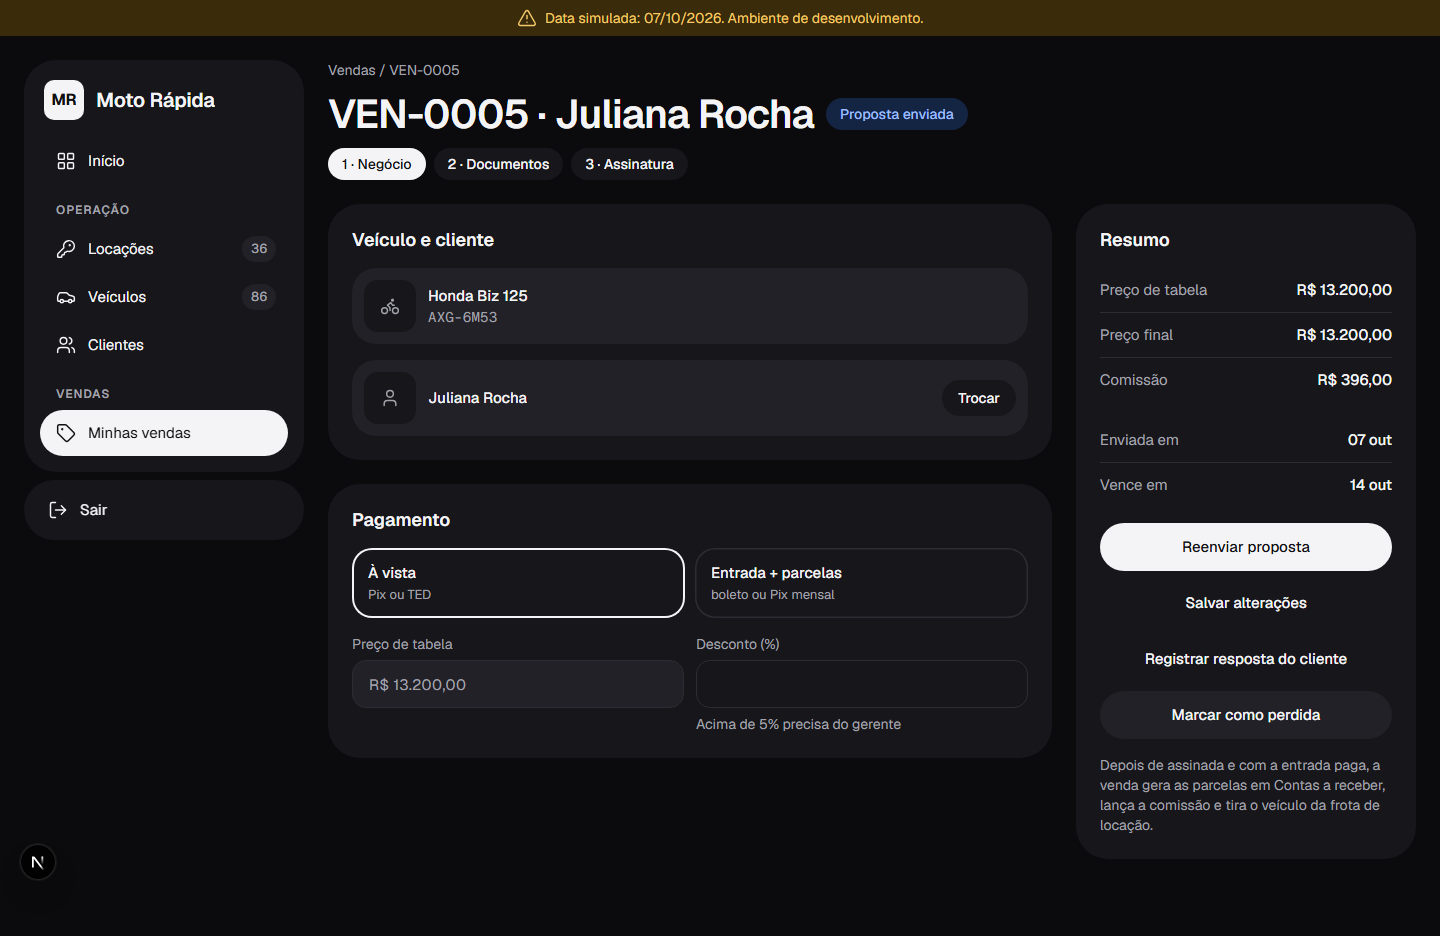 Data simulada: 07/10/2026. Ambiente de desenvolvimento.
MR
Moto Rápida
Início
OPERAÇÃO
Locações
36
Veículos
86
Clientes
VENDAS
Minhas vendas
Sair
N
Vendas / VEN-0005
VEN-0005 · Juliana Rocha
Proposta enviada
1 · Negócio
2 · Documentos
3 · Assinatura
Veículo e cliente
Honda Biz 125
AXG-6M53
Juliana Rocha
Trocar
Pagamento
À vista
Pix ou TED
Entrada + parcelas
boleto ou Pix mensal
Preço de tabela
R$ 13.200,00
Desconto (%)
Acima de 5% precisa do gerente
Resumo
Preço de tabela
R$ 13.200,00
Preço final
R$ 13.200,00
Comissão
R$ 396,00
Enviada em
07 out
Vence em
14 out
Reenviar proposta
Salvar alterações
Registrar resposta do cliente
Marcar como perdida
Depois de assinada e com a entrada paga, a
venda gera as parcelas em Contas a receber,
lança a comissão e tira o veículo da frota de
locação.